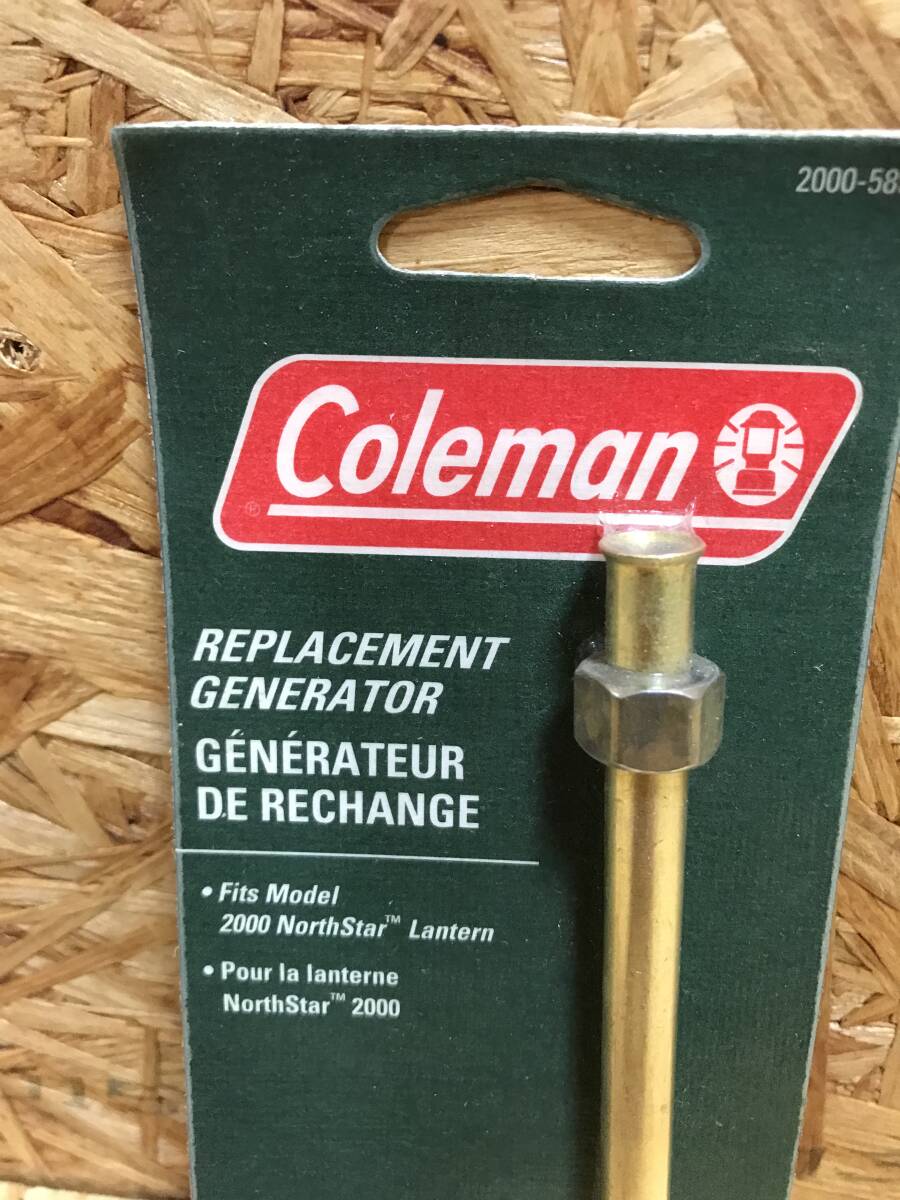 2000-58
Coleman
®
REPLACEMENT
GENERATOR
GÉNÉRATEUR
DE RECHANGE
• Fits Model
2000 NorthStar™ Lantern
• Pour la lanterne
NorthStar™ 2000